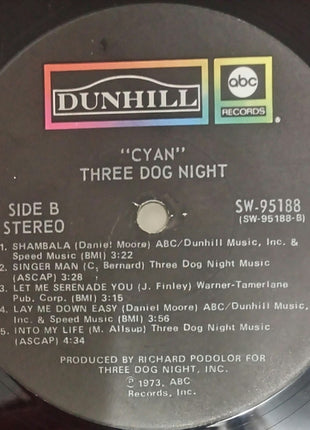 DUNHILL
abc
RECORDS
"CYAN"
THREE DOG NIGHT
SIDE B
STEREO
SW-95188
(SW-95188-B)
1. SHAMBALA (Daniel Moore) ABC/Dunhill Music, Inc. &
Speed Music (BMI) 3:22
2. SINGER MAN (C. Bernard) Three Dog Night Music
(ASCAP) 3:28
3. LET ME SERENADE YOU (J. Finley) Warner-Tamerlane
Pub. Corp. (BMI) 3:15
4. LAY ME DOWN EASY (Daniel Moore) ABC/Dunhill Music,
Inc. & Speed Music (BMI) 3:56
5. INTO MY LIFE (M. Allsup) Three Dog Night Music
(ASCAP) 4:34
PRODUCED BY RICHARD PODOLOR FOR
THREE DOG NIGHT, INC.
℗ 1973, ABC
Records, Inc.